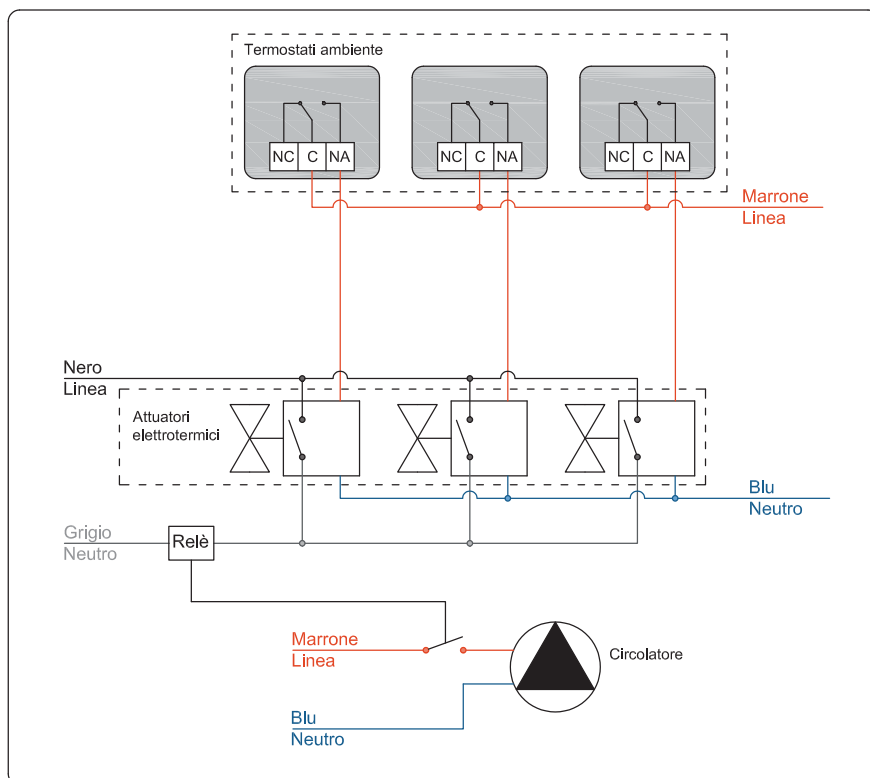 Termostati ambiente
NC C NA
NC C NA
NC C NA
Marrone
Linea
Nero
Linea
Attuatori
elettrotermici
Blu
Neutro
Grigio
Neutro
Relè
Marrone
Linea
Circolatore
Blu
Neutro